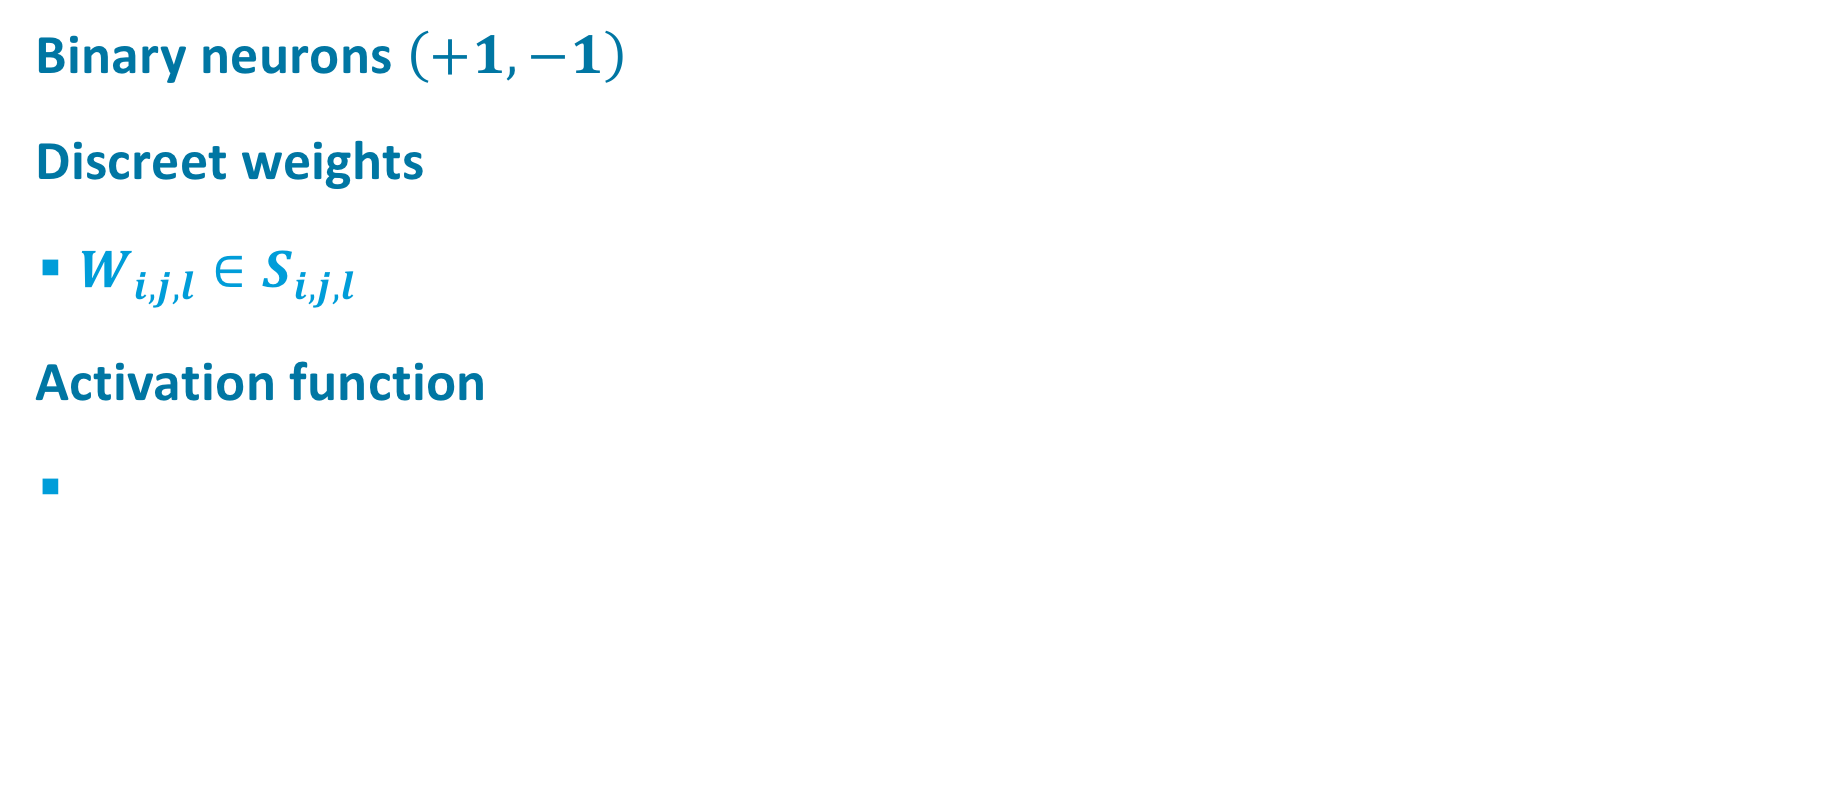 Binary neurons (+1, −1)
Discreet weights
▪ W_{i,j,l} ∈ S_{i,j,l}
Activation function
▪